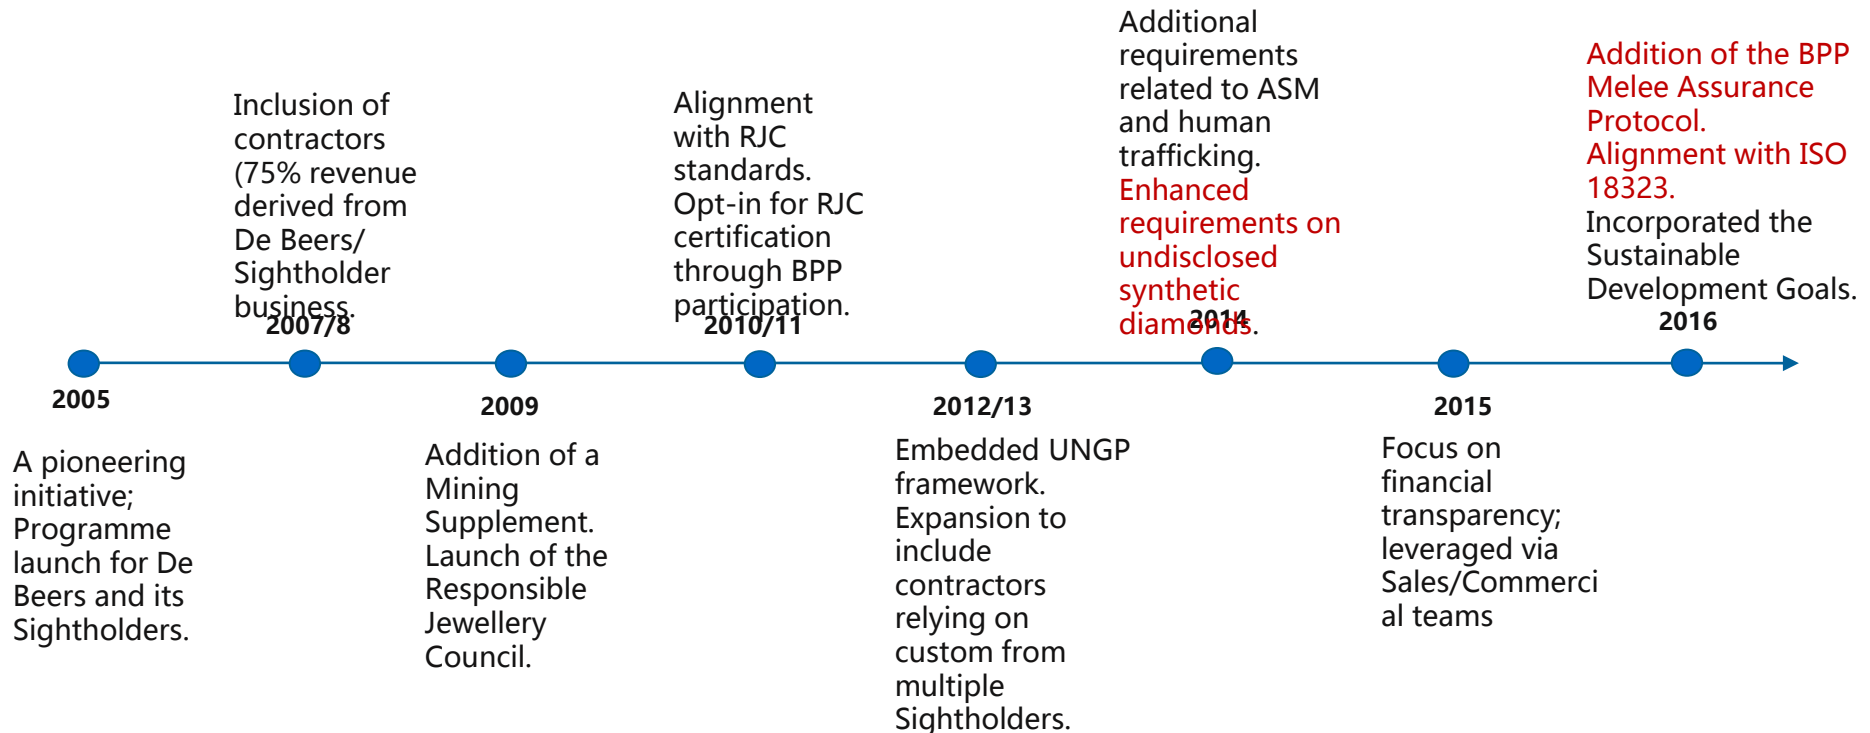 2005
A pioneering
initiative;
Programme
launch for De
Beers and its
Sightholders.
Inclusion of
contractors
(75% revenue
derived from
De Beers/
Sightholder
business.
2007/8
2009
Addition of a
Mining
Supplement.
Launch of the
Responsible
Jewellery
Council.
Alignment
with RJC
standards.
Opt-in for RJC
certification
through BPP
participation.
2010/11
2012/13
Embedded UNGP
framework.
Expansion to
include
contractors
relying on
custom from
multiple
Sightholders.
Additional
requirements
related to ASM
and human
trafficking.
Enhanced
requirements on
undisclosed
synthetic
diamonds.
2014
2015
Focus on
financial
transparency;
leveraged via
Sales/Commerci
al teams
Addition of the BPP
Melee Assurance
Protocol.
Alignment with ISO
18323.
Incorporated the
Sustainable
Development Goals.
2016